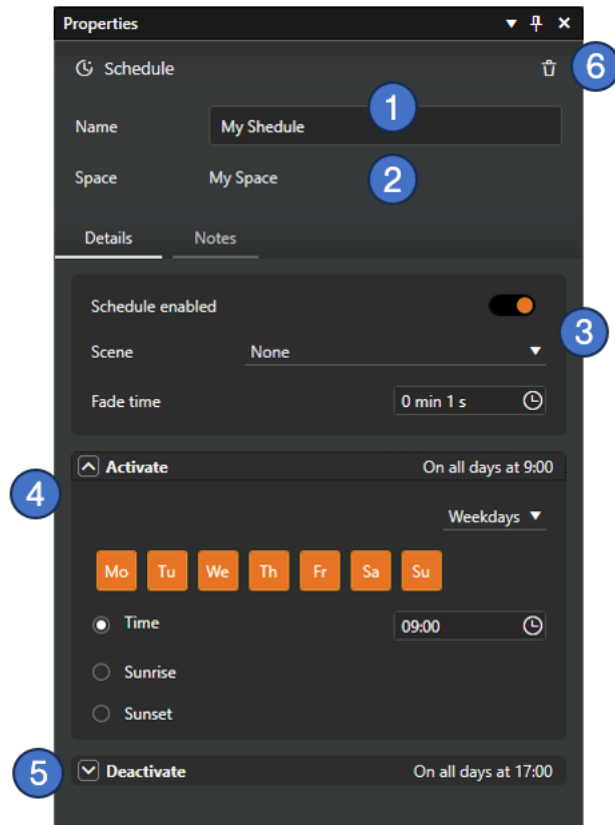 Properties
Schedule
6
Name My Shedule
1
Space My Space
2
Details Notes
Schedule enabled
3
Scene None
Fade time 0 min 1 s
Activate On all days at 9:00
4
Weekdays
Mo Tu We Th Fr Sa Su
Time 09:00
Sunrise
Sunset
5
Deactivate On all days at 17:00